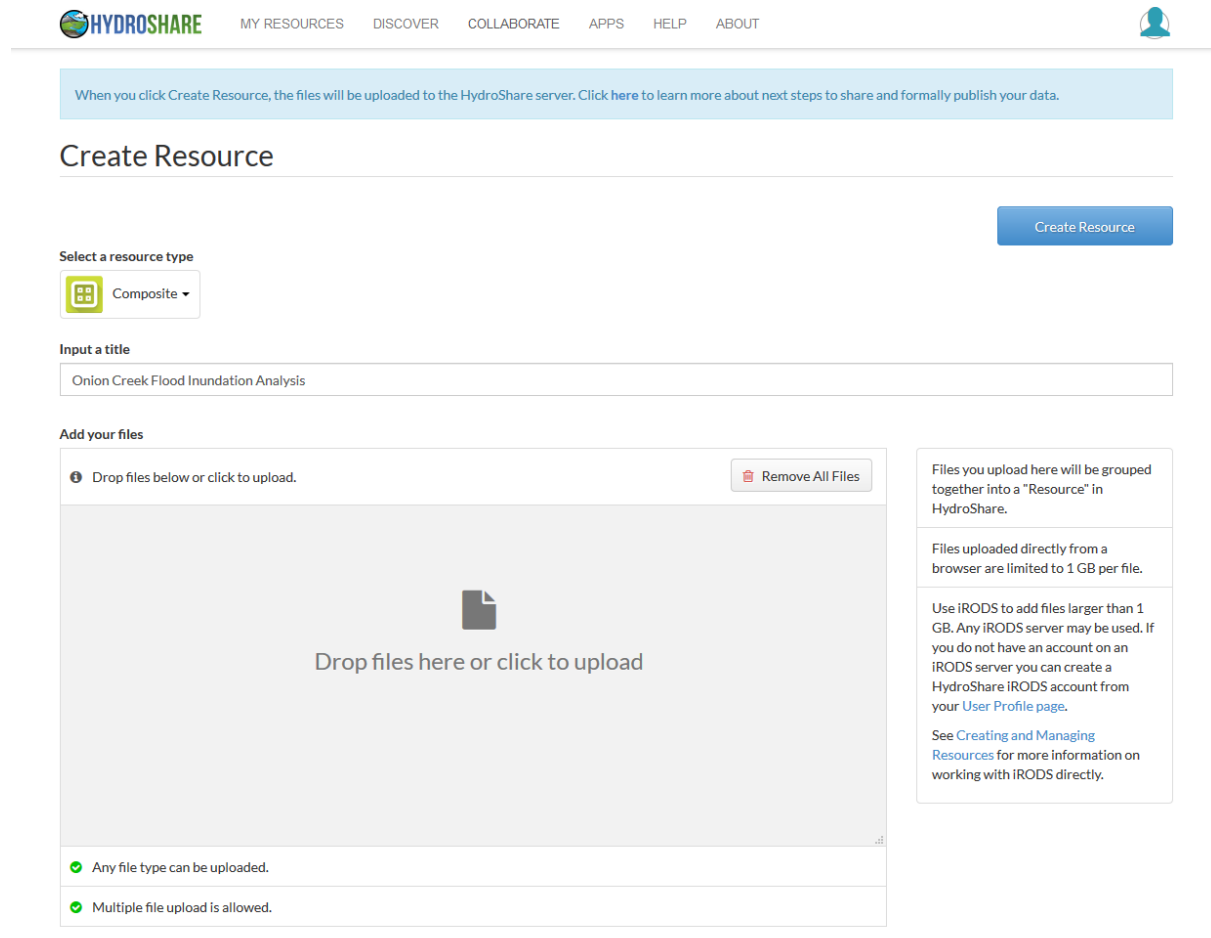 HYDROSHARE MY RESOURCES DISCOVER COLLABORATE APPS HELP ABOUT
When you click Create Resource, the files will be uploaded to the HydroShare server. Click here to learn more about next steps to share and formally publish your data.
Create Resource
Create Resource
Select a resource type
Composite
Input a title
Onion Creek Flood Inundation Analysis
Add your files
Drop files below or click to upload.
Remove All Files
Drop files here or click to upload
Any file type can be uploaded.
Multiple file upload is allowed.
Files you upload here will be grouped
together into a "Resource" in
HydroShare.
Files uploaded directly from a
browser are limited to 1 GB per file.
Use iRODS to add files larger than 1
GB. Any iRODS server may be used. If
you do not have an account on an
iRODS server you can create a
HydroShare iRODS account from
your User Profile page.
See Creating and Managing
Resources for more information on
working with iRODS directly.